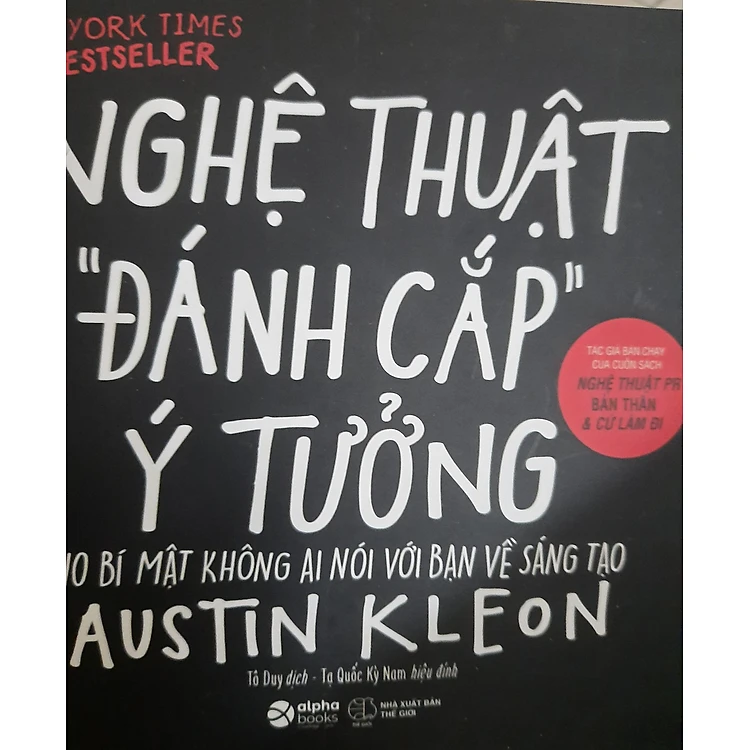 YORK TIMES
ESTSELLER
NGHỆ THUẬT
"ĐÁNH CẮP"
Ý TƯỞNG
TÁC GIẢ BÁN CHẠY
CỦA CUỐN SÁCH
NGHỆ THUẬT PR
BẢN THÂN
& CỨ LÀM ĐI
10 BÍ MẬT KHÔNG AI NÓI VỚI BẠN VỀ SÁNG TẠO
AUSTIN KLEON
Tô Duy dịch - Tạ Quốc Kỳ Nam hiệu đính
alpha
books
NHÀ XUẤT BẢN
THẾ GIỚI